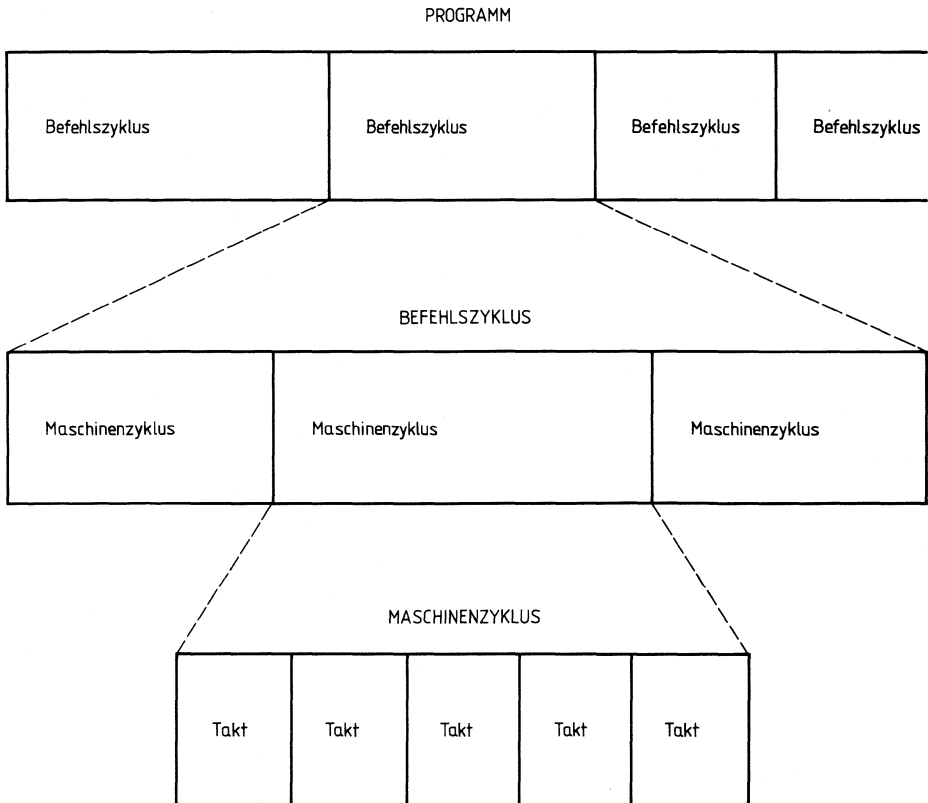 PROGRAMM
Befehlszyklus Befehlszyklus Befehlszyklus Befehlszyklus
BEFEHLSZYKLUS
Maschinenzyklus Maschinenzyklus Maschinenzyklus
MASCHINENZYKLUS
Takt Takt Takt Takt Takt